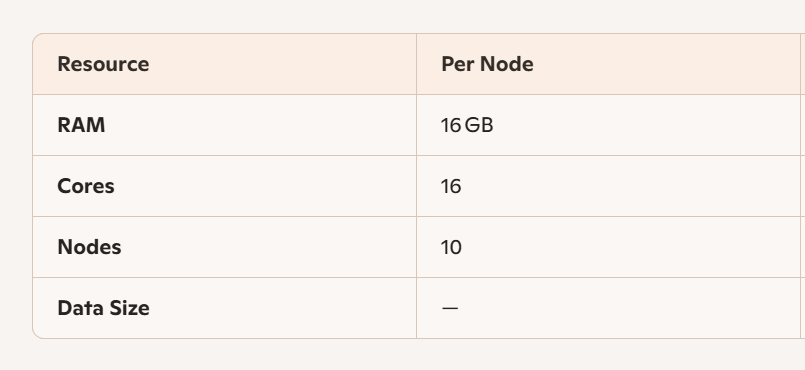 Resource Per Node
RAM 16 GB
Cores 16
Nodes 10
Data Size —